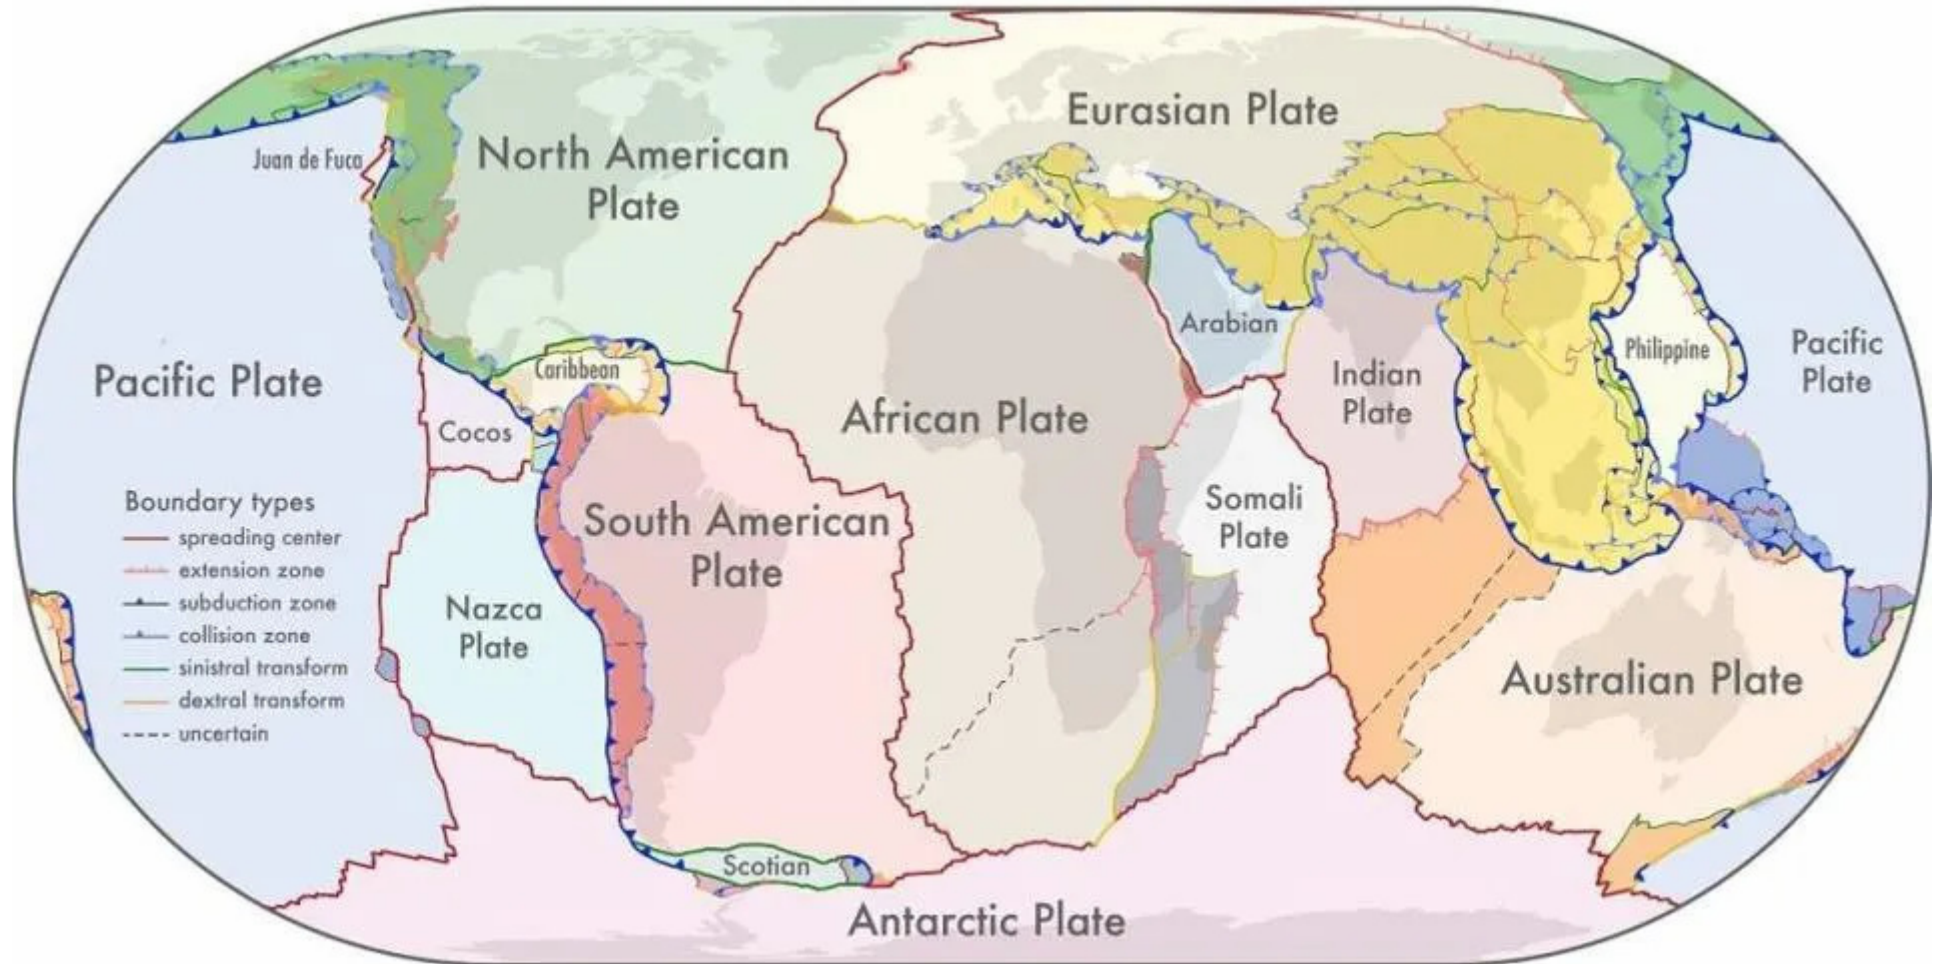 Eurasian Plate
Juan de Fuca
North American
Plate
Arabian
Caribbean
Philippine
Pacific
Plate
Pacific Plate
Indian
Plate
African Plate
Cocos
Boundary types
spreading center
extension zone
subduction zone
collision zone
sinistral transform
dextral transform
uncertain
South American
Plate
Somali
Plate
Nazca
Plate
Australian Plate
Scotian
Antarctic Plate